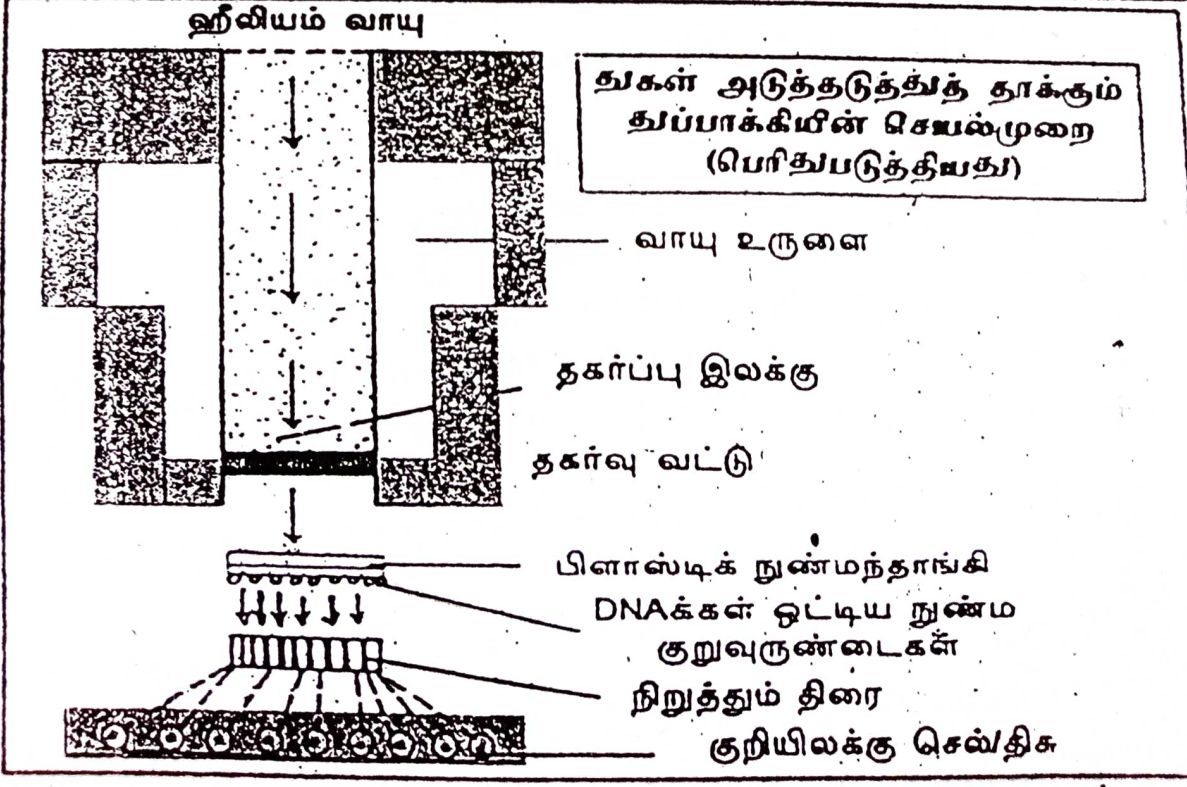 ஹீலியம் வாயு
துகள் அடுத்தடுத்துத் தாக்கும்
துப்பாக்கியின் செயல்முறை
(பெரிதுபடுத்தியது)
வாயு உருளை
தகர்ப்பு இலக்கு
தகர்வு வட்டு
பிளாஸ்டிக் நுண்மந்தாங்கி
DNAக்கள் ஒட்டிய நுண்ம
குறுவுருண்டைகள்
நிறுத்தும் திரை
குறியிலக்கு செல்/திசு